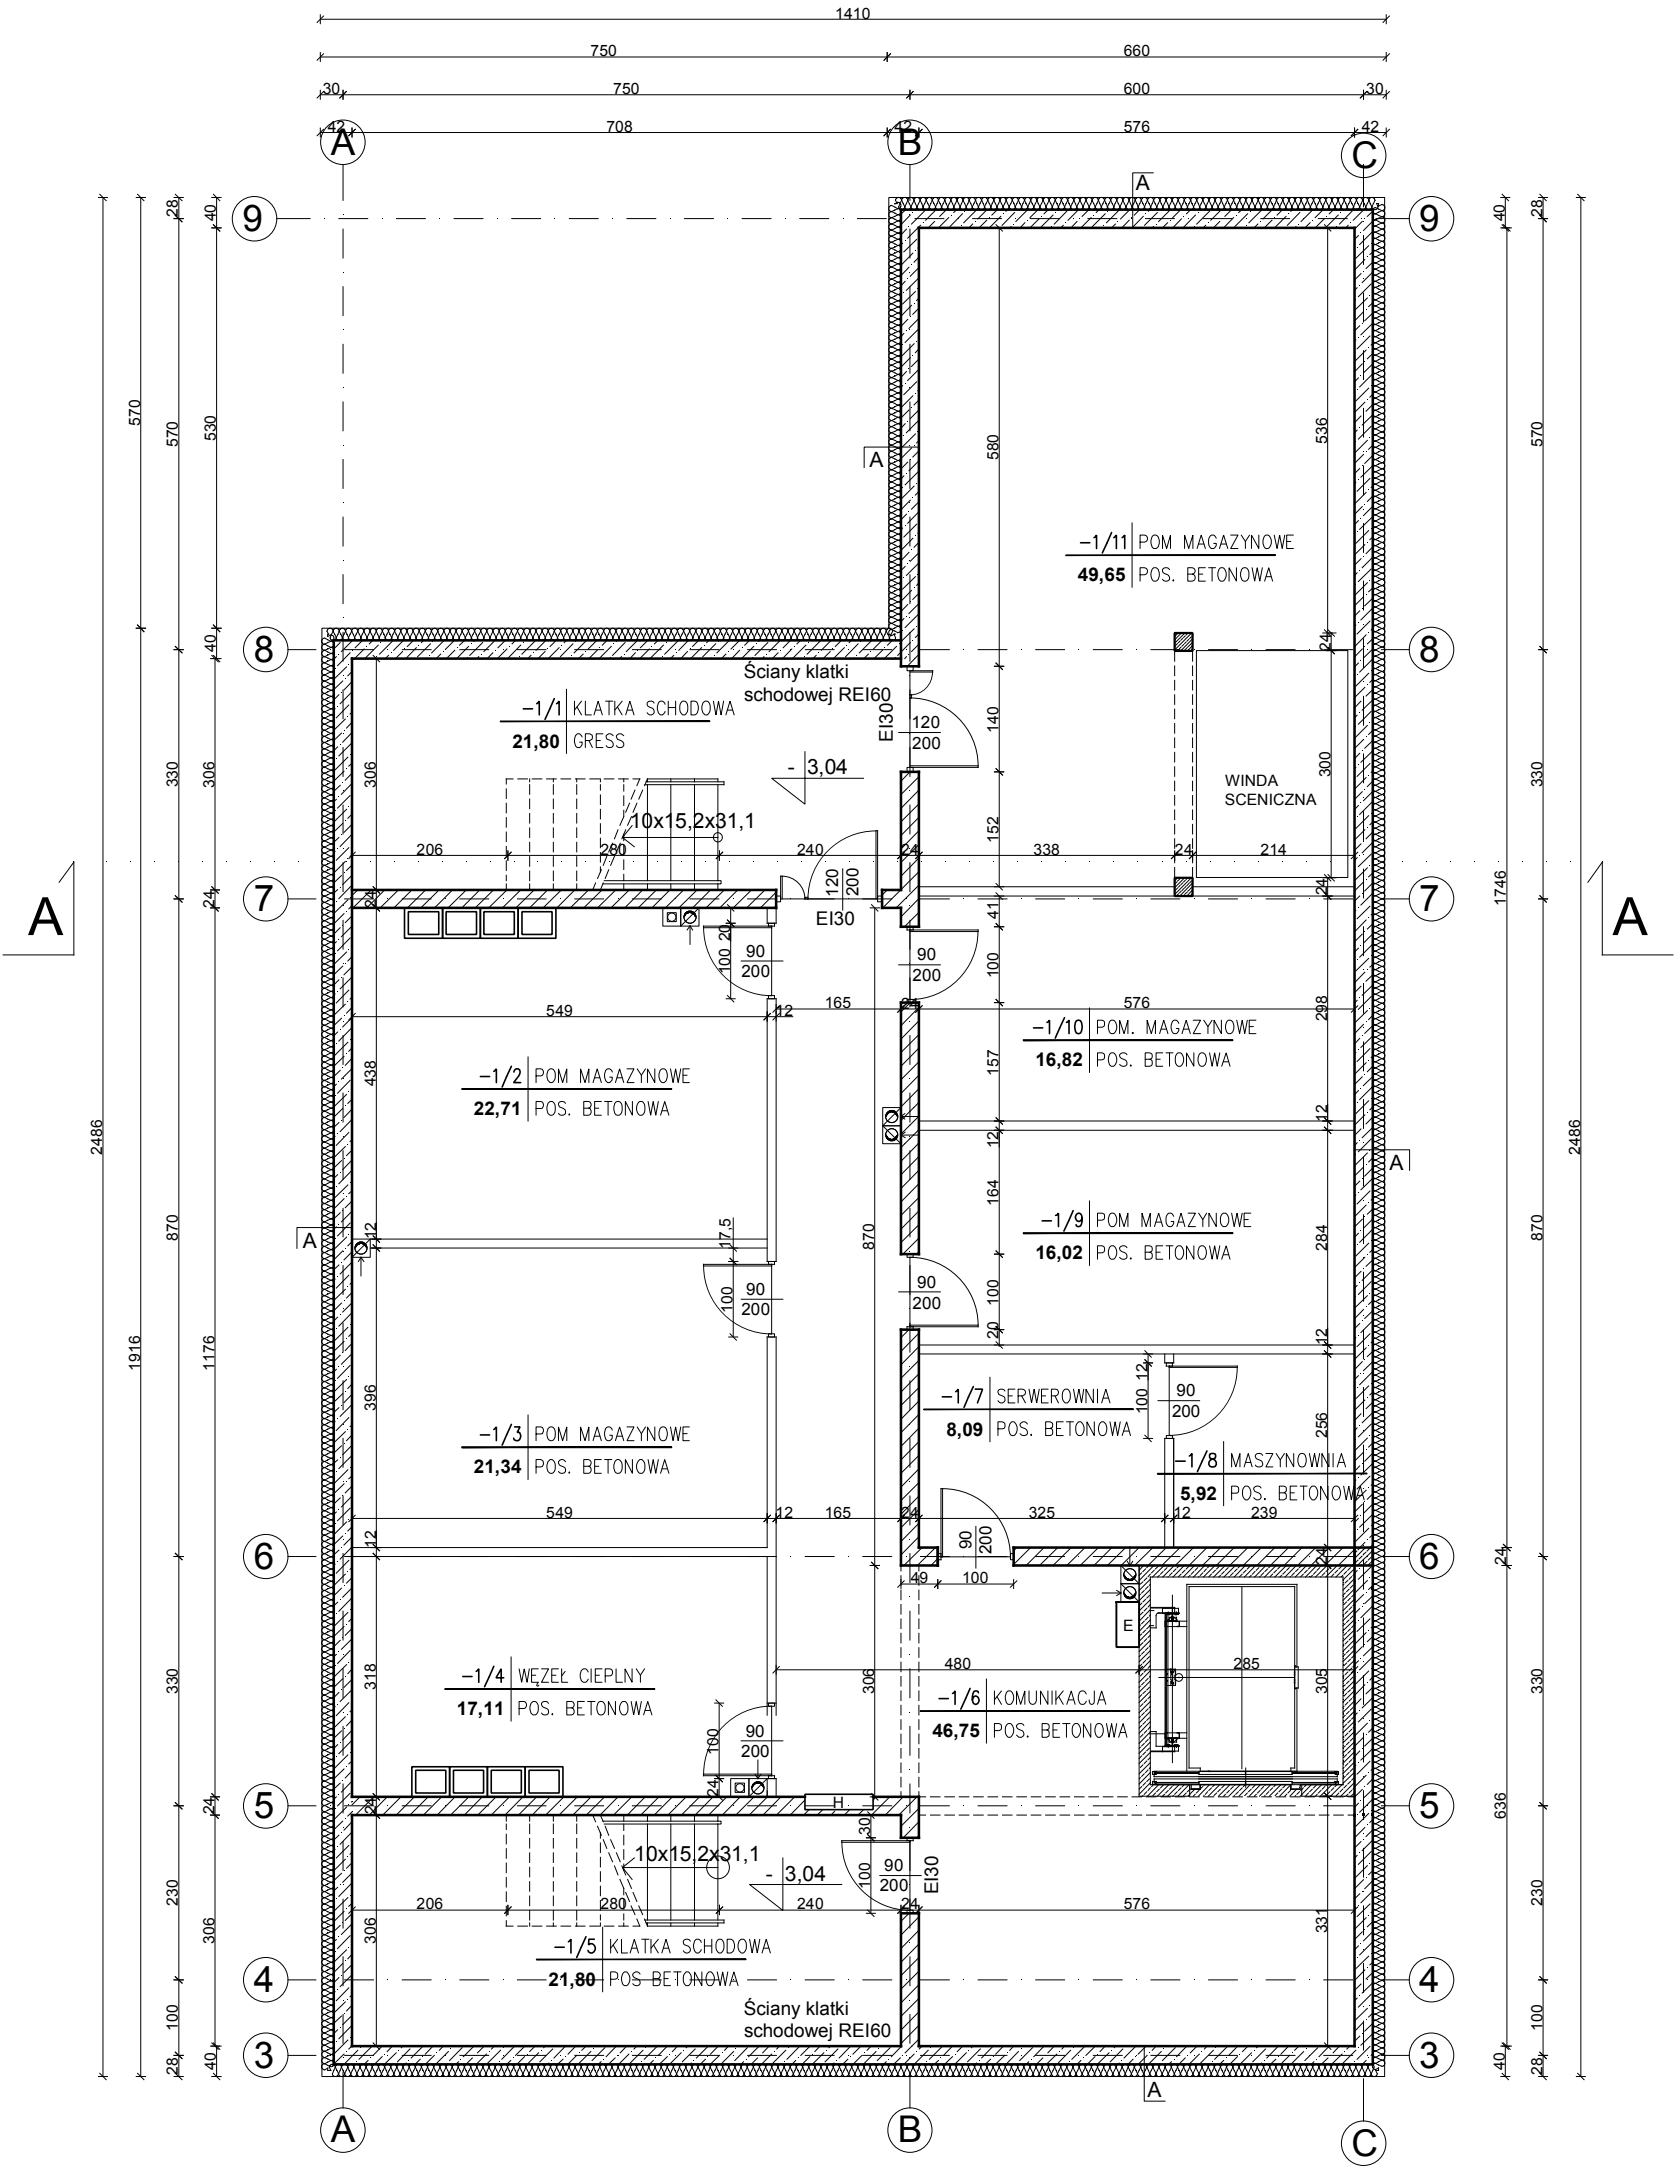 1410
750 660
30 750 600 30
42 708 42 576 42
A B C
A
28 40 40 28
9 9
570 570 530 580 536 570
A
-1/11 POM MAGAZYNOWE
49,65 POS. BETONOWA
40 24
8 8
Ściany klatki
schodowej REI60
-1/1 KLATKA SCHODOWA
21,80 GRESS
EI30 120
200
140
- 3,04
330 306 306 300 330
WINDA
SCENICZNA
10x15,2x31,1
152
206 280 240 24 338 24 214
120
200
EI30
24 24 24
7 7
A A
1746
41
20
100
90
200
90
200
100
549 12 165 24 576
298
-1/10 POM. MAGAZYNOWE
16,82 POS. BETONOWA
438
157
-1/2 POM MAGAZYNOWE
22,71 POS. BETONOWA
2486 2486
12
12
A
164
-1/9 POM MAGAZYNOWE
16,02 POS. BETONOWA
870 870 284 870
A
12 17,5
100
90
200
90
200
100
20 12
1916 1176
396
12
100
90
200
256
-1/7 SERWEROWNIA
8,09 POS. BETONOWA
-1/3 POM MAGAZYNOWE
21,34 POS. BETONOWA
-1/8 MASZYNOWNIA
5,92 POS. BETONOWA
549 12 165 24 325 12 239
12
90
200
24 24
6 6
49 100
E
480 285
330 318 306 305 330
-1/4 WĘZEŁ CIEPLNY
17,11 POS. BETONOWA
-1/6 KOMUNIKACJA
46,75 POS. BETONOWA
100
90
200
24
24 24
H
5 5
636
30
10x15,2x31,1
- 3,04
100
90
200
EI30
230 230
206 280 240 24 576
306 306 331
-1/5 KLATKA SCHODOWA
21,80 POS BETONOWA
4 4
100 100
Ściany klatki
schodowej REI60
3 3
28 40 40 28
A
A B C